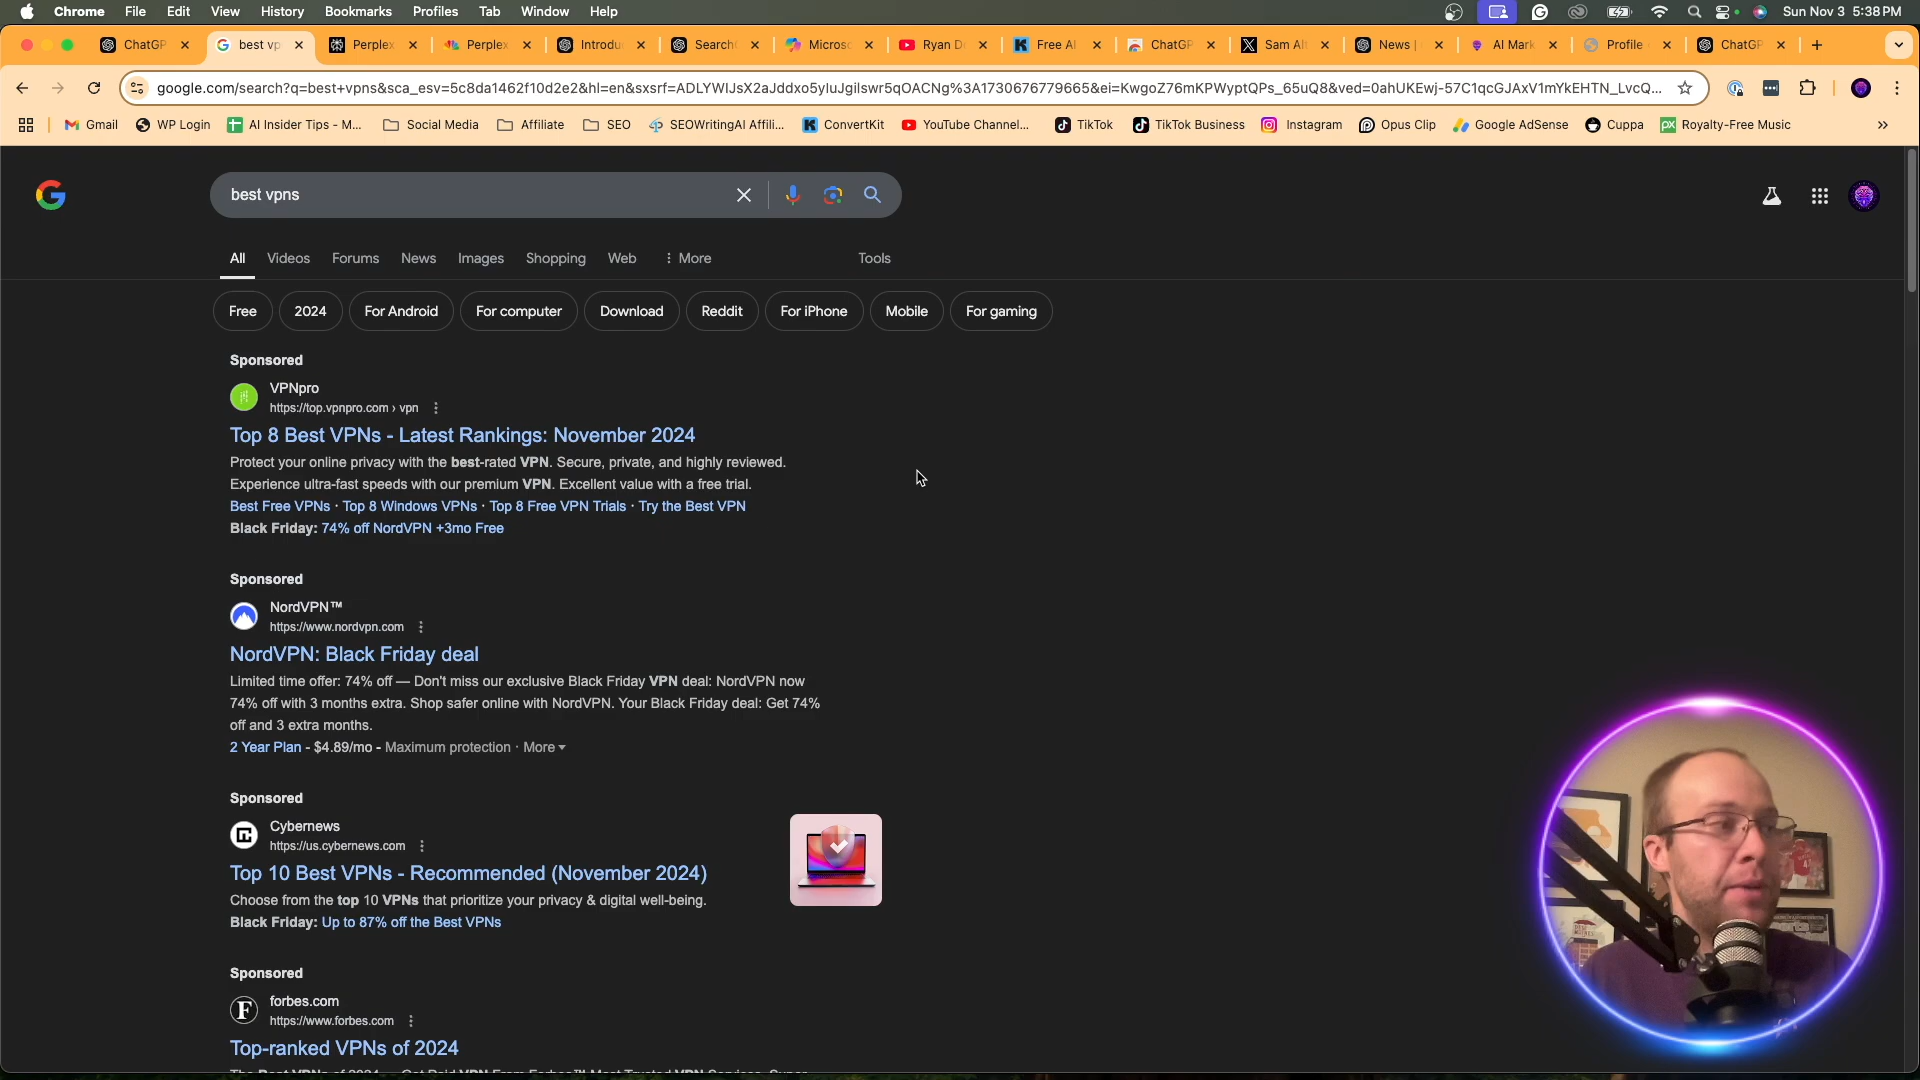 Chrome File Edit View History Bookmarks Profiles Tab Window Help Sun Nov 3 5:38 PM
ChatGP best vp Perplex Perplex Introdu Search Micros Ryan D Free AI ChatGP Sam Alt News | AI Mark Profile ChatGP
google.com/search?q=best+vpns&sca_esv=5c8da1462f10d2e2&hl=en&sxsrf=ADLYWIJsX2aJddxo5yIuJgiIswr5qOACNg%3A1730676779665&ei=KwgoZ76mKPWyptQPs_65uQ8&ved=0ahUKEwj-57C1qcGJAxV1mYkEHTN_LvcQ...
Gmail WP Login AI Insider Tips - M... Social Media Affiliate SEO SEOWritingAI Affili... ConvertKit YouTube Channel... TikTok TikTok Business Instagram Opus Clip Google AdSense Cuppa Royalty-Free Music
best vpns
All Videos Forums News Images Shopping Web More Tools
Free 2024 For Android For computer Download Reddit For iPhone Mobile For gaming
Sponsored
VPNpro
https://top.vpnpro.com › vpn
Top 8 Best VPNs - Latest Rankings: November 2024
Protect your online privacy with the best-rated VPN. Secure, private, and highly reviewed.
Experience ultra-fast speeds with our premium VPN. Excellent value with a free trial.
Best Free VPNs · Top 8 Windows VPNs · Top 8 Free VPN Trials · Try the Best VPN
Black Friday: 74% off NordVPN +3mo Free
Sponsored
NordVPN™
https://www.nordvpn.com
NordVPN: Black Friday deal
Limited time offer: 74% off — Don't miss our exclusive Black Friday VPN deal: NordVPN now
74% off with 3 months extra. Shop safer online with NordVPN. Your Black Friday deal: Get 74%
off and 3 extra months.
2 Year Plan - $4.89/mo - Maximum protection · More
Sponsored
Cybernews
https://us.cybernews.com
Top 10 Best VPNs - Recommended (November 2024)
Choose from the top 10 VPNs that prioritize your privacy & digital well-being.
Black Friday: Up to 87% off the Best VPNs
Sponsored
forbes.com
https://www.forbes.com
Top-ranked VPNs of 2024